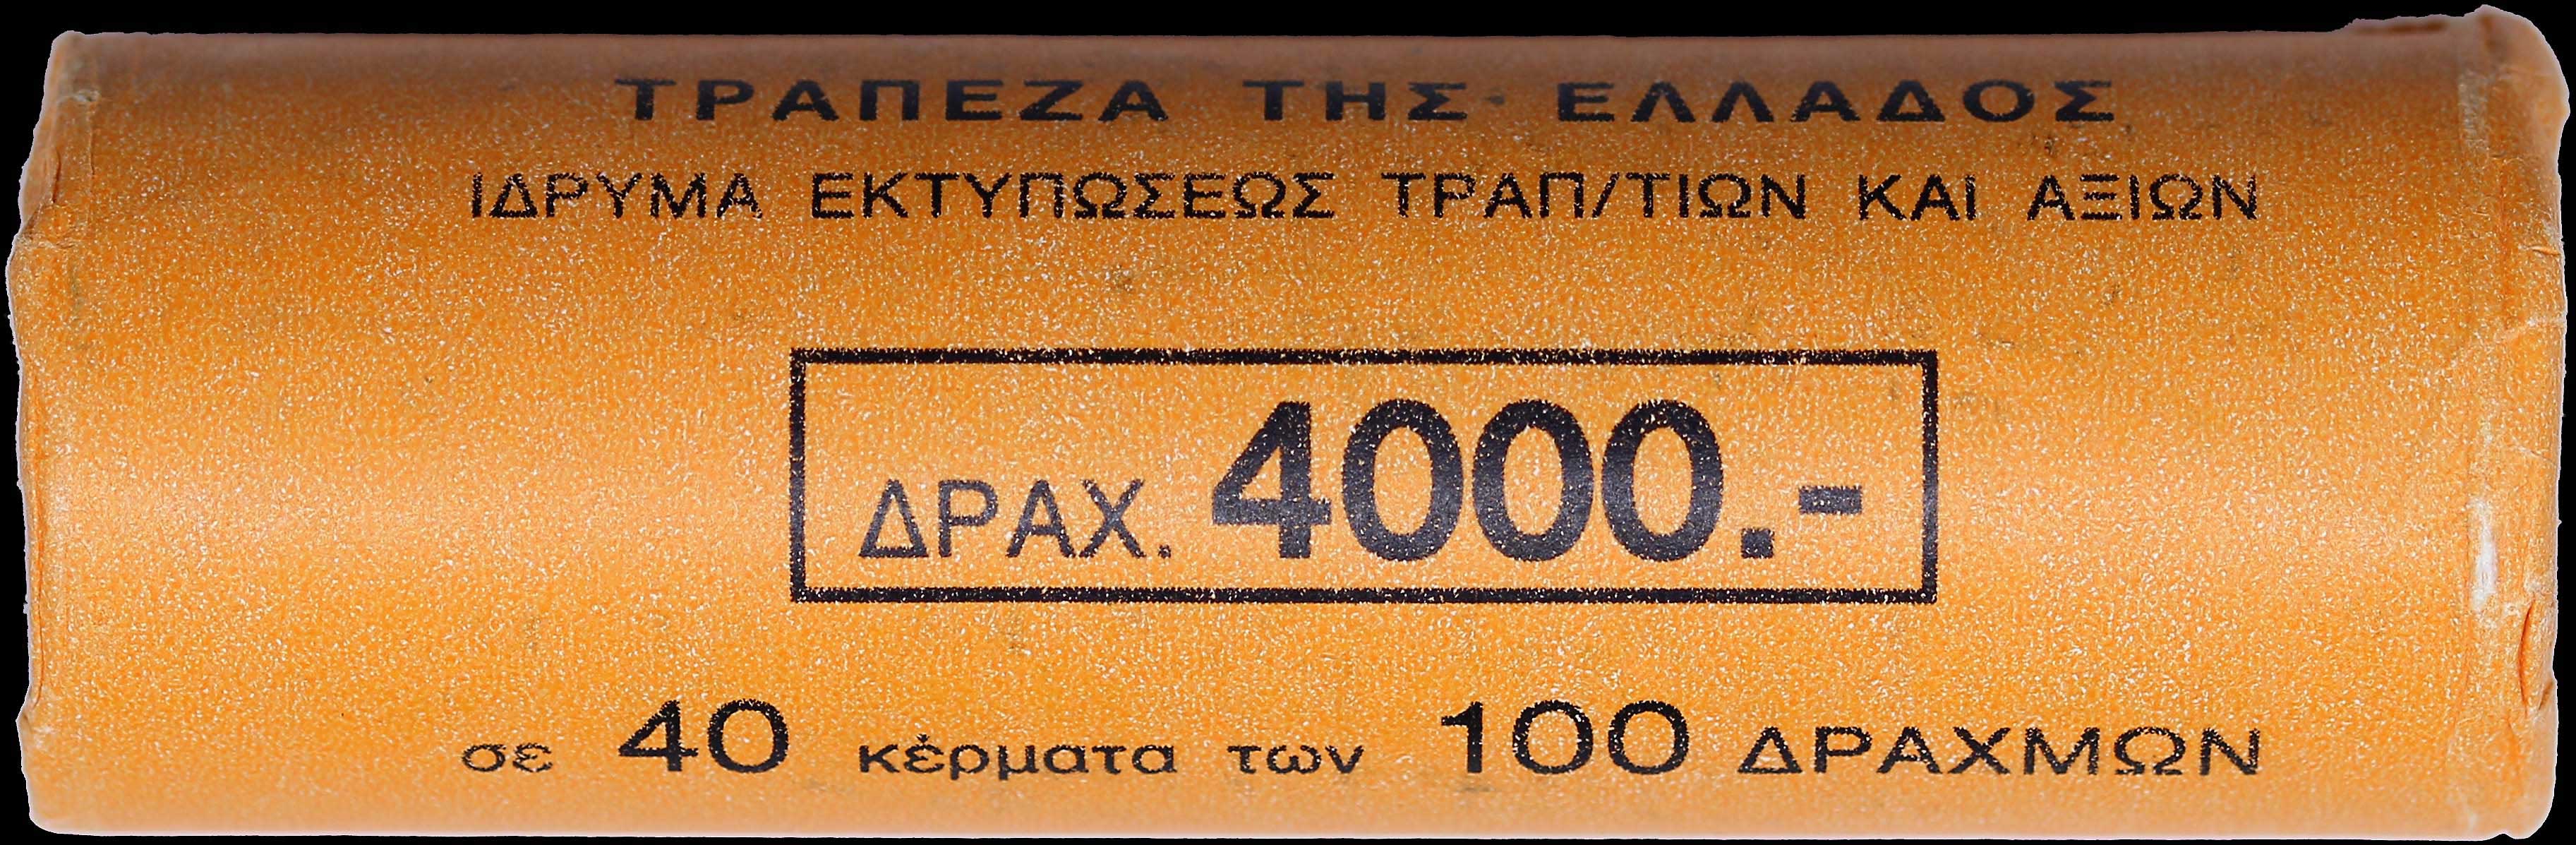 ΤΡΑΠΕΖΑ ΤΗΣ ΕΛΛΑΔΟΣ
ΙΔΡΥΜΑ ΕΚΤΥΠΩΣΕΩΣ ΤΡΑΠ/ΤΙΩΝ ΚΑΙ ΑΞΙΩΝ
ΔΡΑΧ. 4000.-
σε 40 κέρματα των 100 ΔΡΑΧΜΩΝ